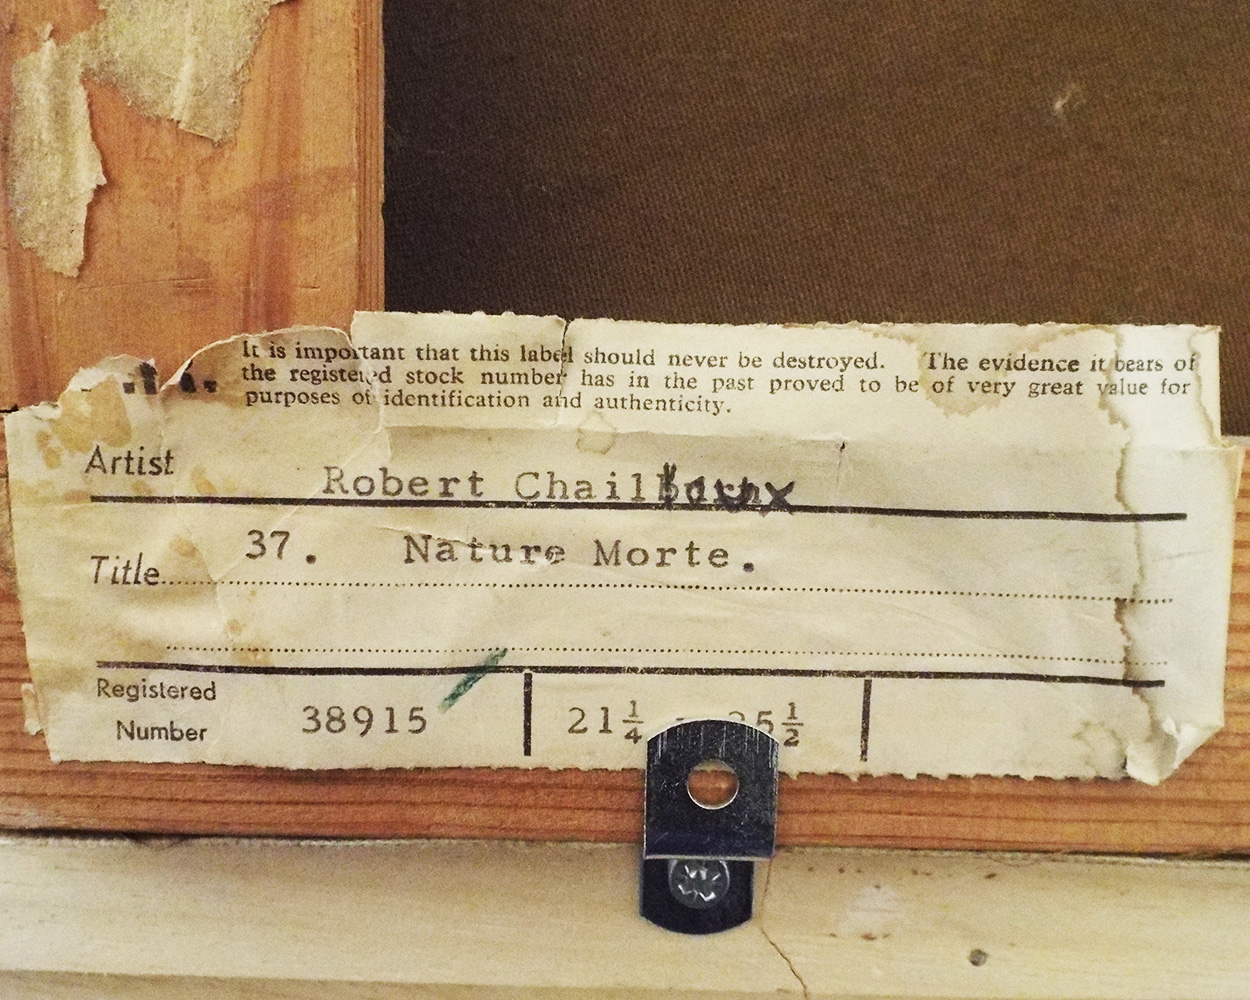 It is important that this label should never be destroyed. The evidence it bears of
the registered stock number has in the past proved to be of very great value for
purposes of identification and authenticity.
Artist
Robert
37. Nature Morte.
Title
Registered
Number
38915
21¼
5½